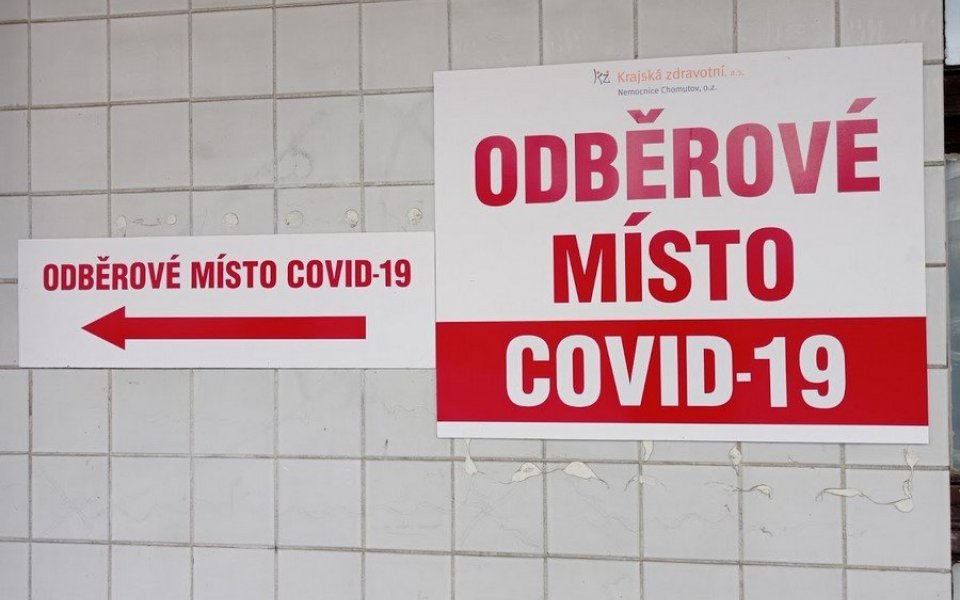 ODBĚROVÉ MÍSTO COVID-19
Krajská zdravotní, a.s.
Nemocnice Chomutov, o.z.
ODBĚROVÉ
MÍSTO
COVID-19